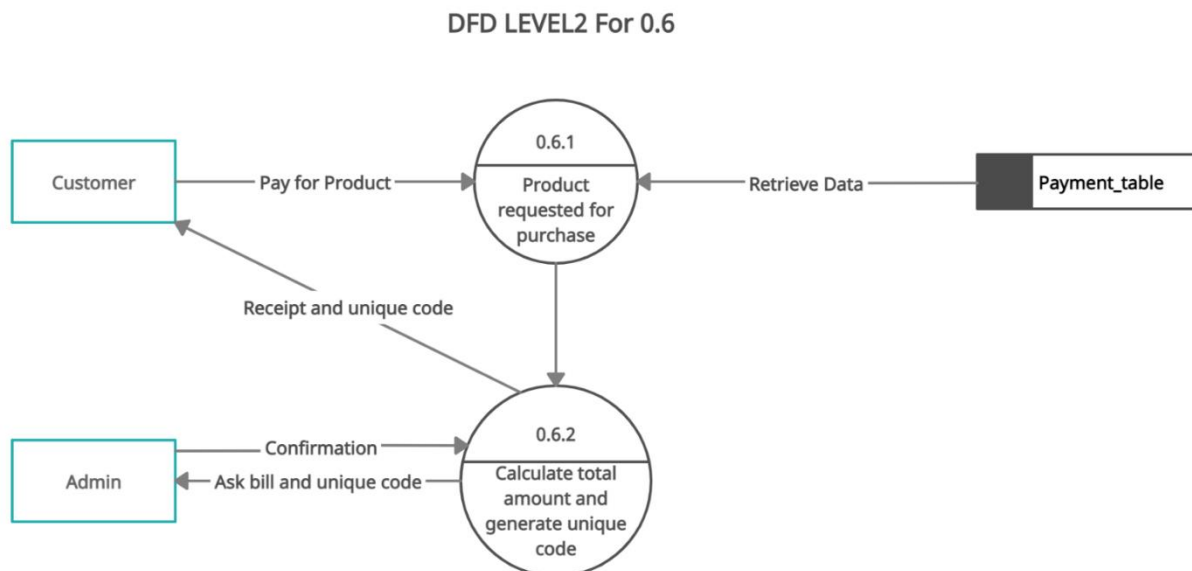 DFD LEVEL2 For 0.6
Customer
Pay for Product
0.6.1
Product
requested for
purchase
Retrieve Data
Payment_table
Receipt and unique code
Admin
Confirmation
Ask bill and unique code
0.6.2
Calculate total
amount and
generate unique
code